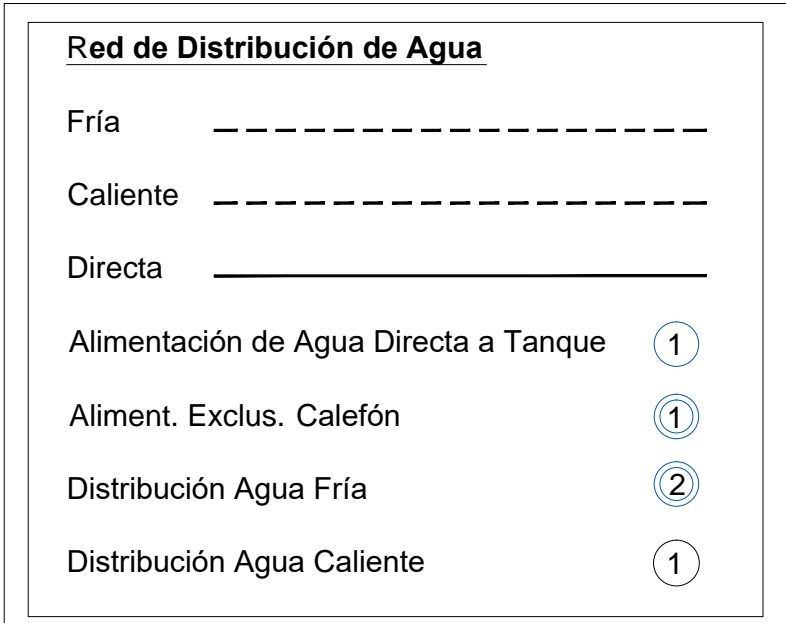 Red de Distribución de Agua
Fría
Caliente
Directa
Alimentación de Agua Directa a Tanque 1
Aliment. Exclus. Calefón 1
Distribución Agua Fría 2
Distribución Agua Caliente 1